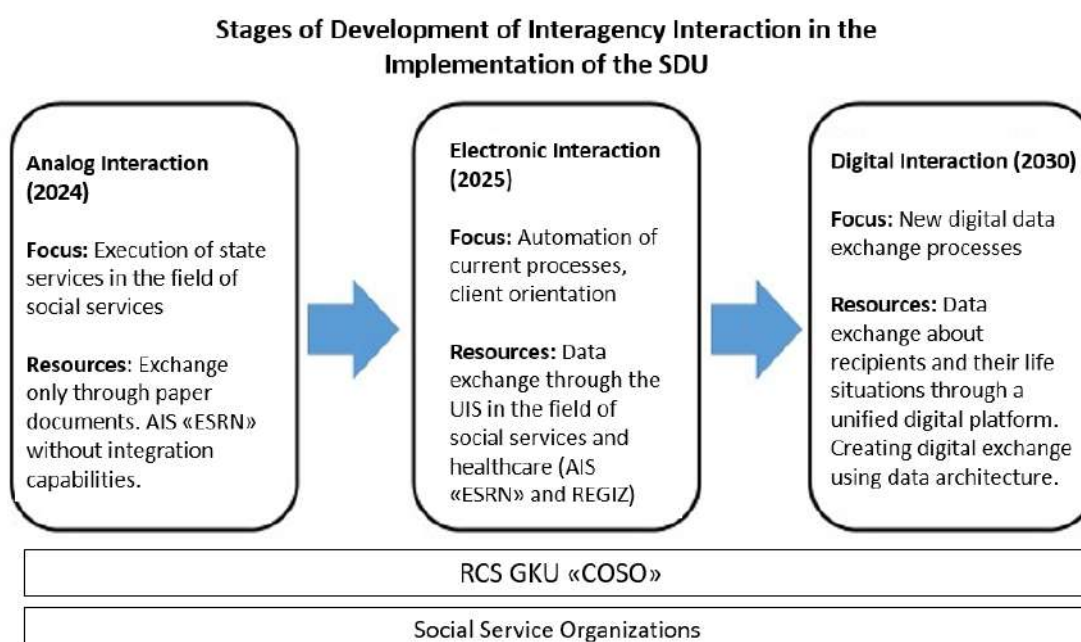 Stages of Development of Interagency Interaction in the
Implementation of the SDU
Analog Interaction
(2024)
Focus: Execution of state
services in the field of
social services
Resources: Exchange
only through paper
documents. AIS «ESRN»
without integration
capabilities.
Electronic Interaction
(2025)
Focus: Automation of
current processes,
client orientation
Resources: Data
exchange through the
UIS in the field of
social services and
healthcare (AIS
«ESRN» and REGIZ)
Digital Interaction (2030)
Focus: New digital data
exchange processes
Resources: Data
exchange about
recipients and their life
situations through a
unified digital platform.
Creating digital exchange
using data architecture.
RCS GKU «COSO»
Social Service Organizations